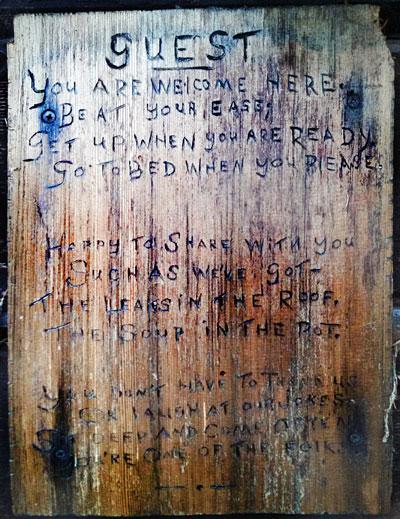 GUEST
YOU ARE WELCOME HERE.
BE AT YOUR EASE;
GET UP WHEN YOU ARE READY,
GO TO BED WHEN YOU PLEASE.
HAPPY TO SHARE WITH YOU
SUCH AS WE'VE GOT-
THE LEAKS IN THE ROOF,
THE SOUP IN THE POT.
YOU DON'T HAVE TO THANK US
OR LAUGH AT OUR JOKES.
SIT DEEP AND COME OFTEN
YOU'RE ONE OF THE FOLK.